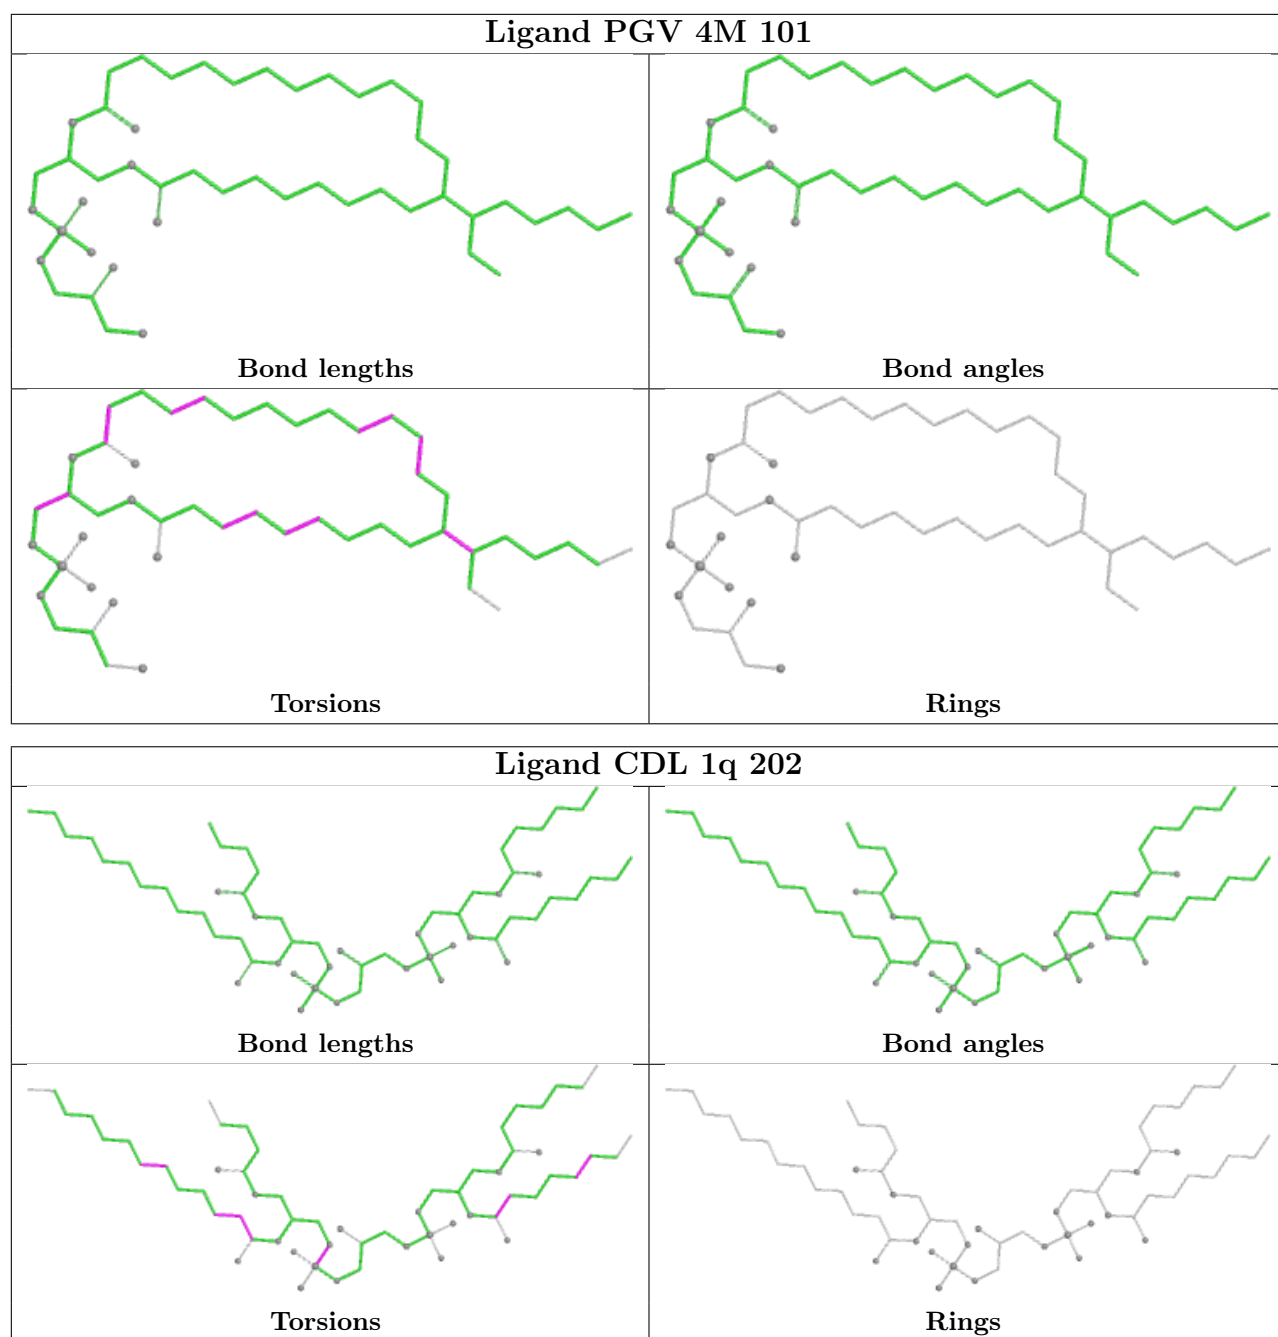 Ligand PGV 4M 101
Bond lengths
Bond angles
Torsions
Rings
Ligand CDL 1q 202
Bond lengths
Bond angles
Torsions
Rings